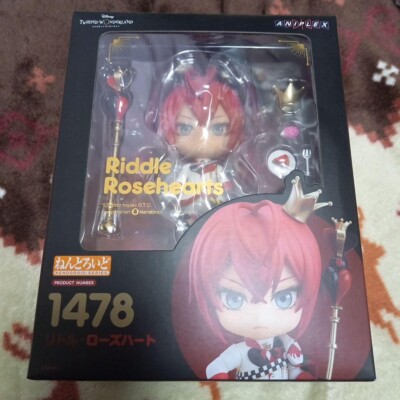 Disney
TWISTED WONDERLAND
ANIPLEX
Riddle
Rosehearts
ねんどろいど
NENDOROID SERIES
PRODUCT NUMBER
1478
リドル・ローズハート